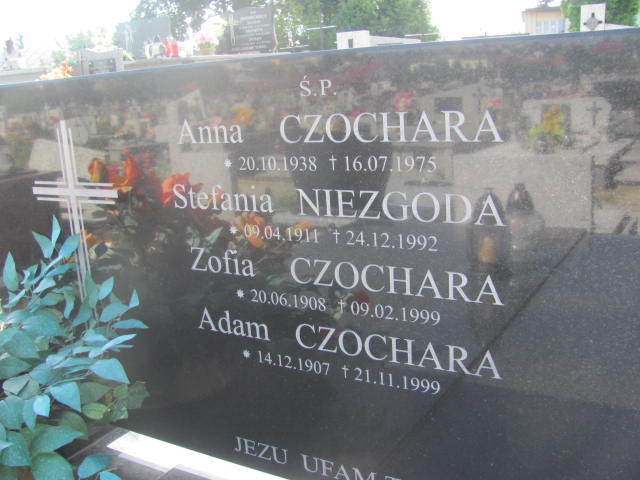 Ś.P.
Anna CZOCHARA
* 20.10.1938 † 16.07.1975
Stefania NIEZGODA
* 09.04.1911 † 24.12.1992
Zofia CZOCHARA
* 20.06.1908 † 09.02.1999
Adam CZOCHARA
* 14.12.1907 † 21.11.1999
JEZU UFAM